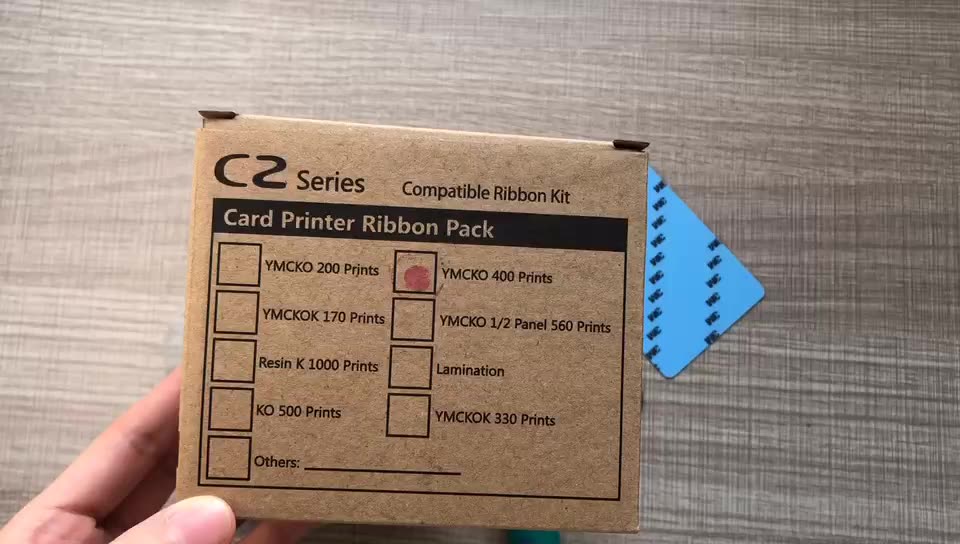 C2 Series Compatible Ribbon Kit
Card Printer Ribbon Pack
YMCKO 200 Prints YMCKO 400 Prints
YMCKOK 170 Prints YMCKO 1/2 Panel 560 Prints
Resin K 1000 Prints Lamination
KO 500 Prints YMCKOK 330 Prints
Others: